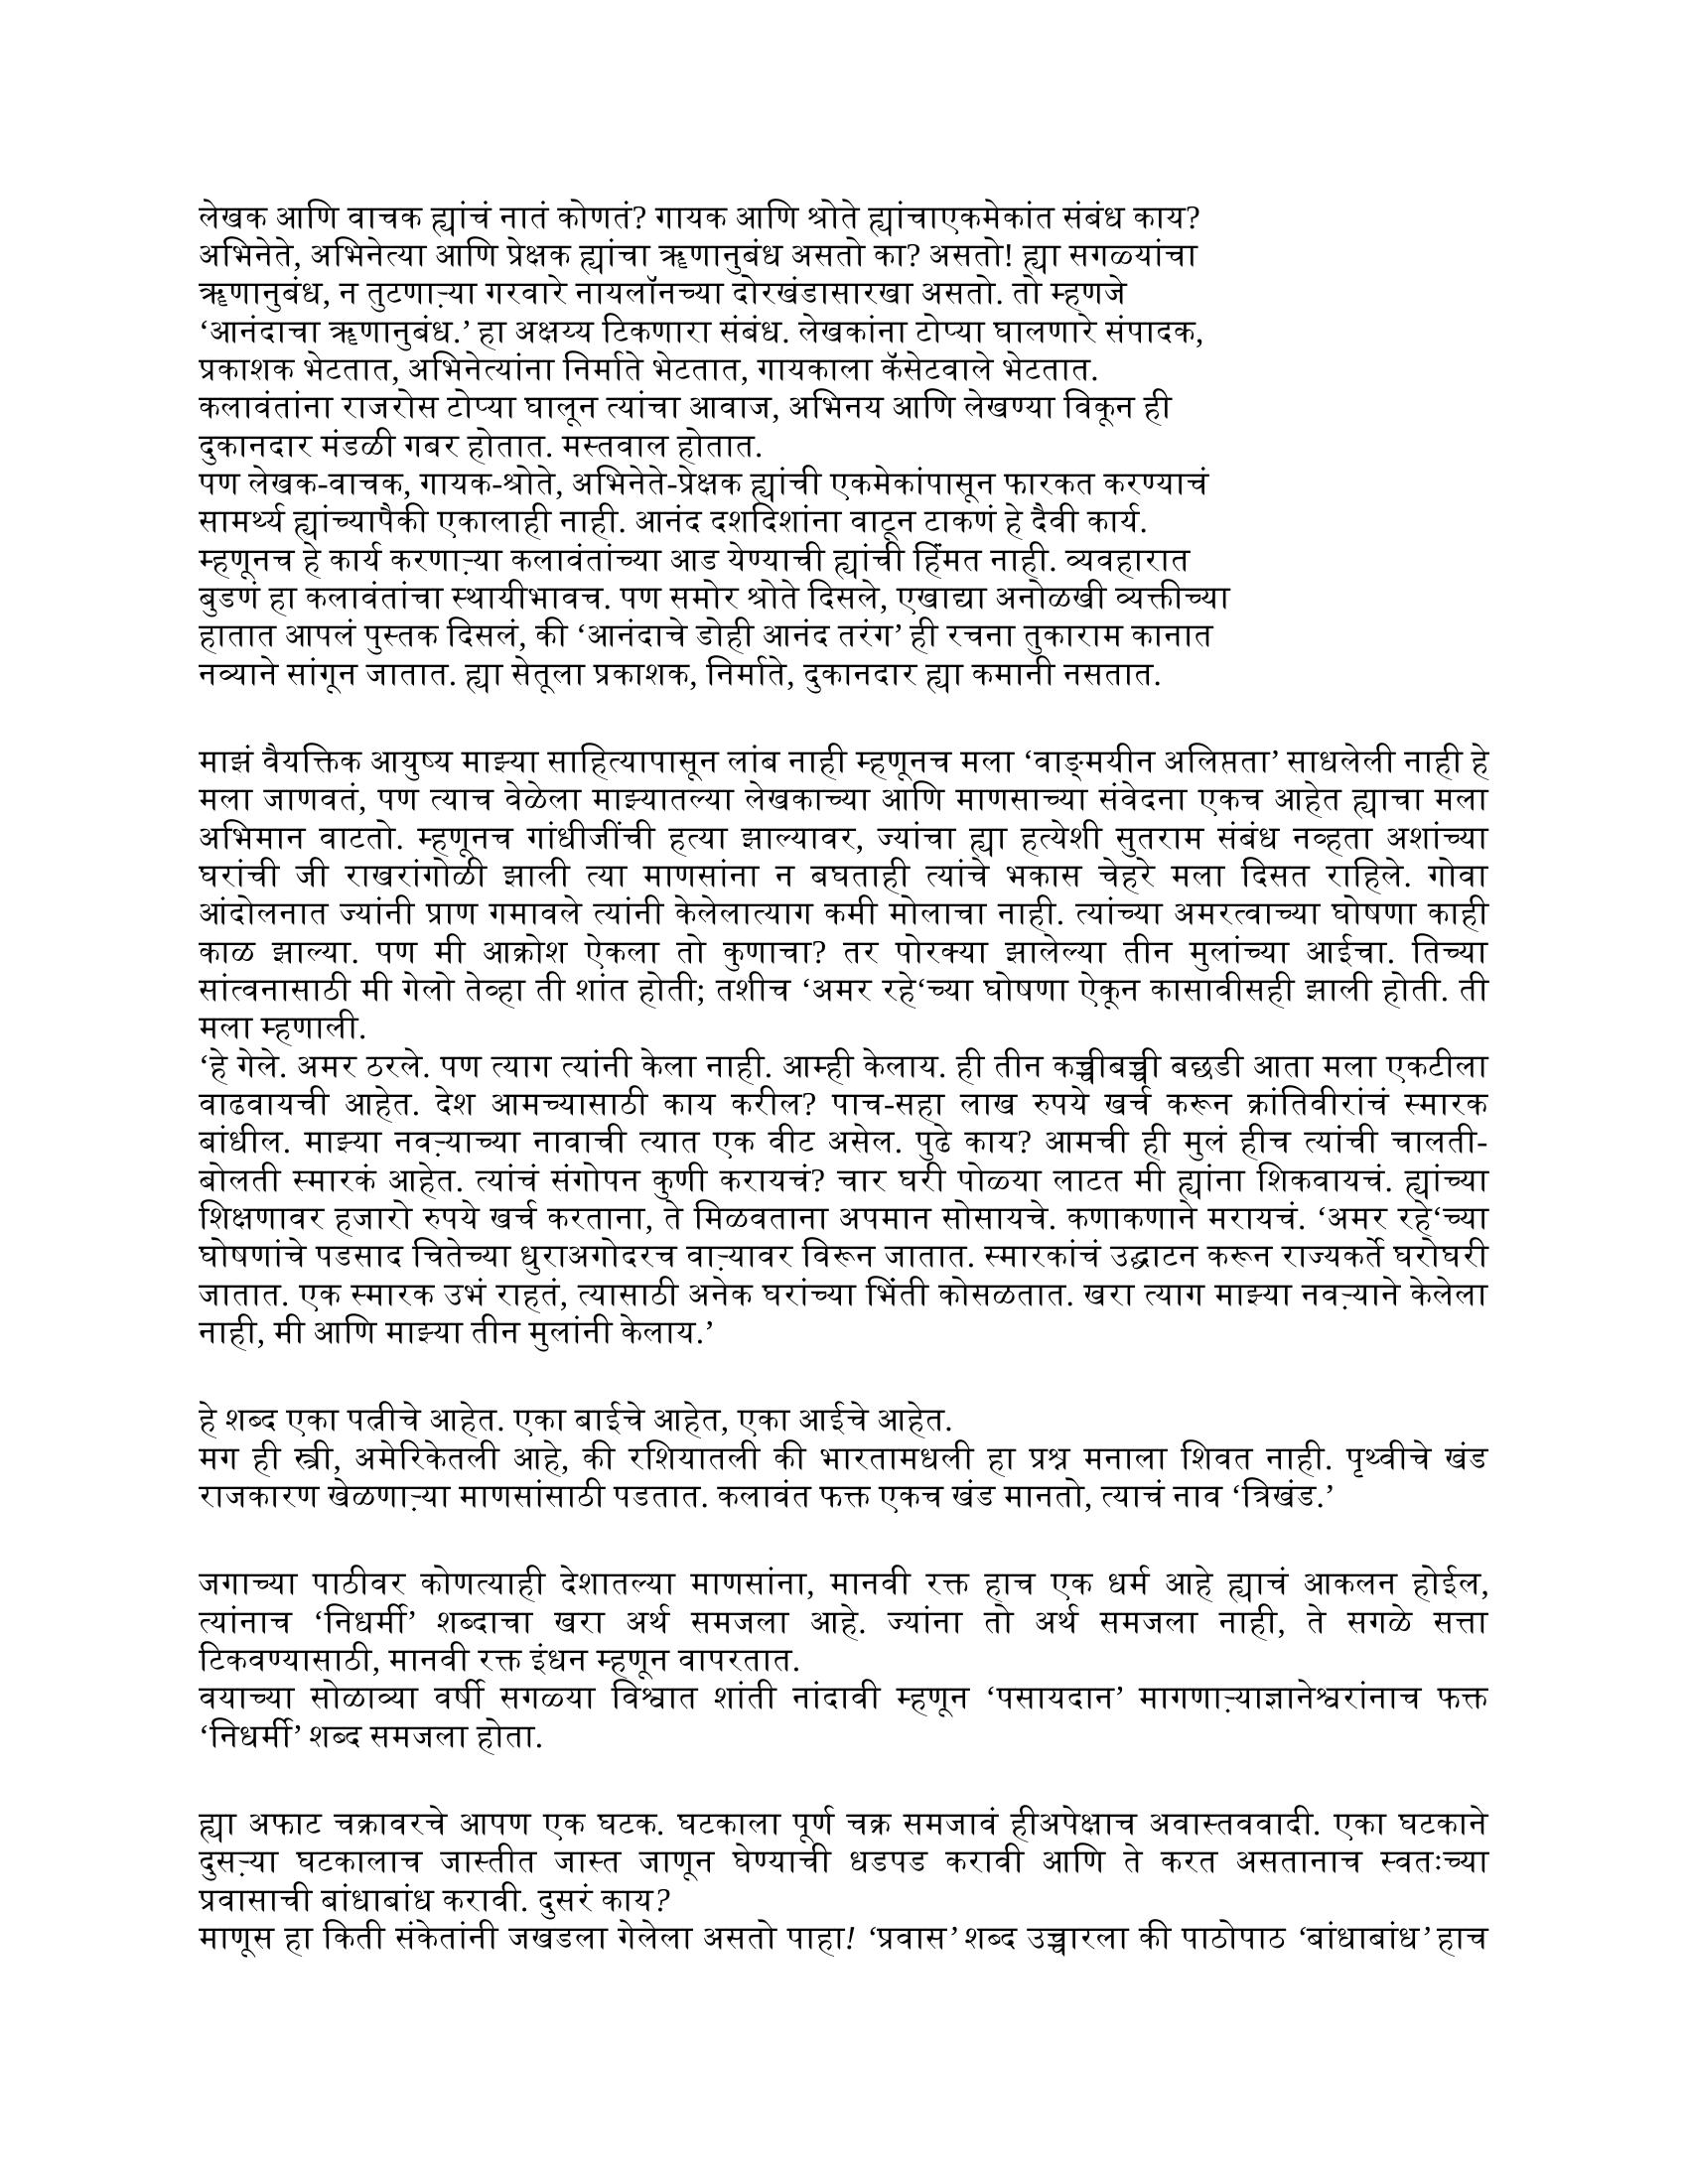 लेखक आणि वाचक ह्यांचं नातं कोणतं? गायक आणि श्रोते ह्यांचाएकमेकांत संबंध काय?
अभिनेते, अभिनेत्या आणि प्रेक्षक ह्यांचा ॠणानुबंध असतो का? असतो! ह्या सगळ्यांचा
ॠणानुबंध, न तुटणाऱ्या गरवारे नायलॉनच्या दोरखंडासारखा असतो. तो म्हणजे
‘आनंदाचा ॠणानुबंध.’ हा अक्षय्य टिकणारा संबंध. लेखकांना टोप्या घालणारे संपादक,
प्रकाशक भेटतात, अभिनेत्यांना निर्माते भेटतात, गायकाला कॅसेटवाले भेटतात.
कलावंतांना राजरोस टोप्या घालून त्यांचा आवाज, अभिनय आणि लेखण्या विकून ही
दुकानदार मंडळी गबर होतात. मस्तवाल होतात.
पण लेखक-वाचक, गायक-श्रोते, अभिनेते-प्रेक्षक ह्यांची एकमेकांपासून फारकत करण्याचं
सामर्थ्य ह्यांच्यापैकी एकालाही नाही. आनंद दशदिशांना वाटून टाकणं हे दैवी कार्य.
म्हणूनच हे कार्य करणाऱ्या कलावंतांच्या आड येण्याची ह्यांची हिंमत नाही. व्यवहारात
बुडणं हा कलावंतांचा स्थायीभावच. पण समोर श्रोते दिसले, एखाद्या अनोळखी व्यक्तीच्या
हातात आपलं पुस्तक दिसलं, की ‘आनंदाचे डोही आनंद तरंग’ ही रचना तुकाराम कानात
नव्याने सांगून जातात. ह्या सेतूला प्रकाशक, निर्माते, दुकानदार ह्या कमानी नसतात.
माझं वैयक्तिक आयुष्य माझ्या साहित्यापासून लांब नाही म्हणूनच मला ‘वाङ्‌मयीन अलिप्तता’ साधलेली नाही हे
मला जाणवतं, पण त्याच वेळेला माझ्यातल्या लेखकाच्या आणि माणसाच्या संवेदना एकच आहेत ह्याचा मला
अभिमान वाटतो. म्हणूनच गांधीजींची हत्या झाल्यावर, ज्यांचा ह्या हत्येशी सुतराम संबंध नव्हता अशांच्या
घरांची जी राखरांगोळी झाली त्या माणसांना न बघताही त्यांचे भकास चेहरे मला दिसत राहिले. गोवा
आंदोलनात ज्यांनी प्राण गमावले त्यांनी केलेलात्याग कमी मोलाचा नाही. त्यांच्या अमरत्वाच्या घोषणा काही
काळ झाल्या. पण मी आक्रोश ऐकला तो कुणाचा? तर पोरक्या झालेल्या तीन मुलांच्या आईचा. तिच्या
सांत्वनासाठी मी गेलो तेव्हा ती शांत होती; तशीच ‘अमर रहे‘च्या घोषणा ऐकून कासावीसही झाली होती. ती
मला म्हणाली.
‘हे गेले. अमर ठरले. पण त्याग त्यांनी केला नाही. आम्ही केलाय. ही तीन कच्चीबच्ची बछडी आता मला एकटीला
वाढवायची आहेत. देश आमच्यासाठी काय करील? पाच-सहा लाख रुपये खर्च करून क्रांतिवीरांचं स्मारक
बांधील. माझ्या नवऱ्याच्या नावाची त्यात एक वीट असेल. पुढे काय? आमची ही मुलं हीच त्यांची चालती-
बोलती स्मारकं आहेत. त्यांचं संगोपन कुणी करायचं? चार घरी पोळ्या लाटत मी ह्यांना शिकवायचं. ह्यांच्या
शिक्षणावर हजारो रुपये खर्च करताना, ते मिळवताना अपमान सोसायचे. कणाकणाने मरायचं. ‘अमर रहे‘च्या
घोषणांचे पडसाद चितेच्या धुराअगोदरच वाऱ्यावर विरून जातात. स्मारकांचं उद्घाटन करून राज्यकर्ते घरोघरी
जातात. एक स्मारक उभं राहतं, त्यासाठी अनेक घरांच्या भिंती कोसळतात. खरा त्याग माझ्या नवऱ्याने केलेला
नाही, मी आणि माझ्या तीन मुलांनी केलाय.’
हे शब्द एका पत्नीचे आहेत. एका बाईचे आहेत, एका आईचे आहेत.
मग ही स्त्री, अमेरिकेतली आहे, की रशियातली की भारतामधली हा प्रश्न मनाला शिवत नाही. पृथ्वीचे खंड
राजकारण खेळणाऱ्या माणसांसाठी पडतात. कलावंत फक्त एकच खंड मानतो, त्याचं नाव ‘त्रिखंड.’
जगाच्या पाठीवर कोणत्याही देशातल्या माणसांना, मानवी रक्त हाच एक धर्म आहे ह्याचं आकलन होईल,
त्यांनाच ‘निधर्मी’ शब्दाचा खरा अर्थ समजला आहे. ज्यांना तो अर्थ समजला नाही, ते सगळे सत्ता
टिकवण्यासाठी, मानवी रक्त इंधन म्हणून वापरतात.
वयाच्या सोळाव्या वर्षी सगळ्या विश्वात शांती नांदावी म्हणून ‘पसायदान’ मागणाऱ्याज्ञानेश्वरांनाच फक्त
‘निधर्मी’ शब्द समजला होता.
ह्या अफाट चक्रावरचे आपण एक घटक. घटकाला पूर्ण चक्र समजावं हीअपेक्षाच अवास्तववादी. एका घटकाने
दुसऱ्या घटकालाच जास्तीत जास्त जाणून घेण्याची धडपड करावी आणि ते करत असतानाच स्वतःच्या
प्रवासाची बांधाबांध करावी. दुसरं काय?
माणूस हा किती संकेतांनी जखडला गेलेला असतो पाहा! ‘प्रवास’ शब्द उच्चारला की पाठोपाठ ‘बांधाबांध’ हाच